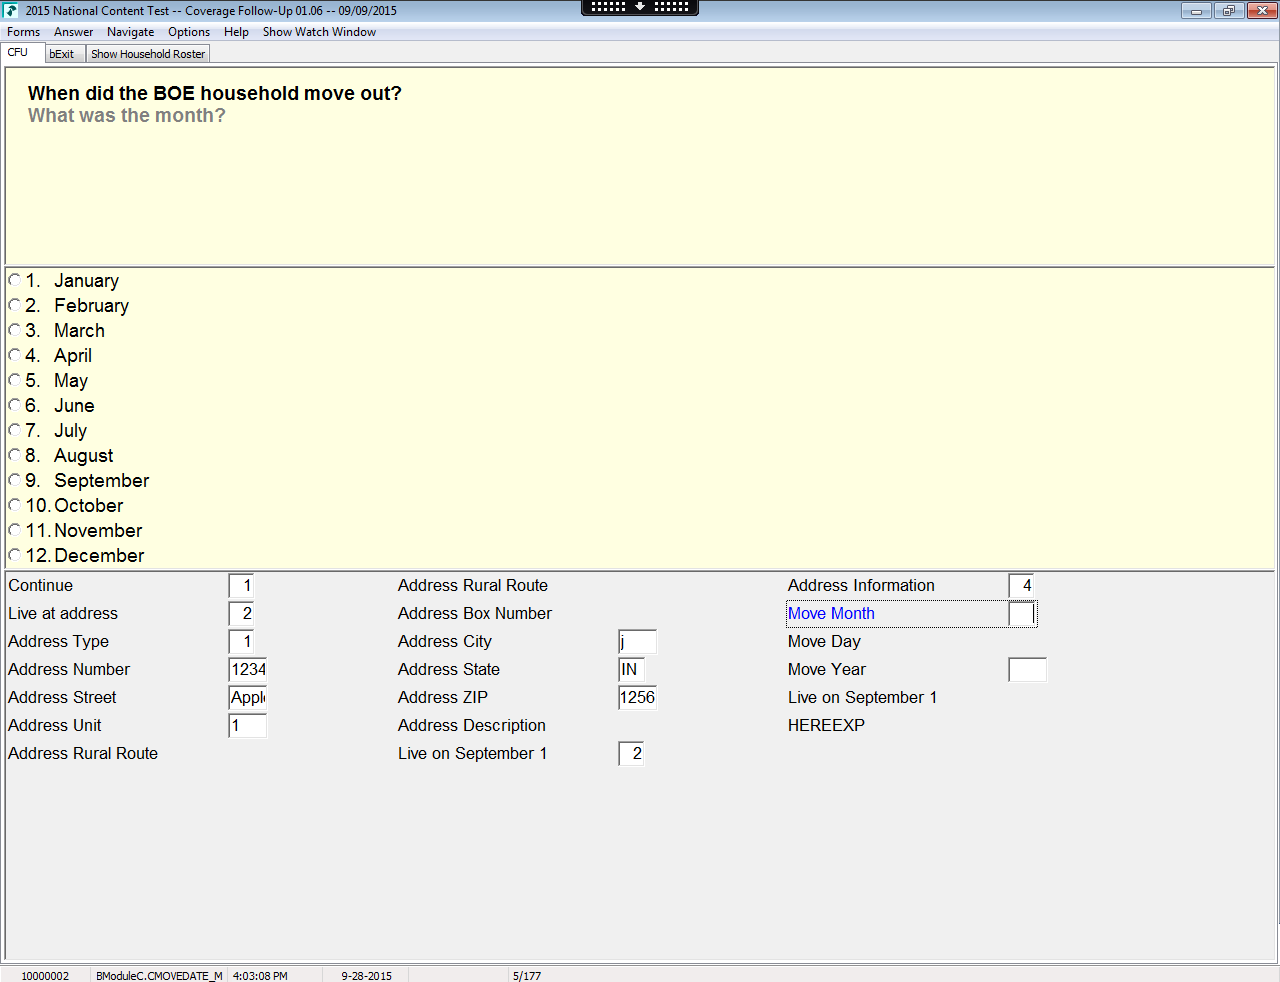 2015 National Content Test -- Coverage Follow-Up 01.06 -- 09/09/2015
Forms Answer Navigate Options Help Show Watch Window
CFU bExit Show Household Roster
When did the BOE household move out?
What was the month?
1. January
2. February
3. March
4. April
5. May
6. June
7. July
8. August
9. September
10. October
11. November
12. December
Continue 1 Address Rural Route Address Information 4
Live at address 2 Address Box Number Move Month
Address Type 1 Address City j Move Day
Address Number 1234 Address State IN Move Year
Address Street Appl Address ZIP 1256 Live on September 1
Address Unit 1 Address Description HEREEXP
Address Rural Route Live on September 1 2
10000002 BModuleC.CMOVEDATE_M 4:03:08 PM 9-28-2015 5/177